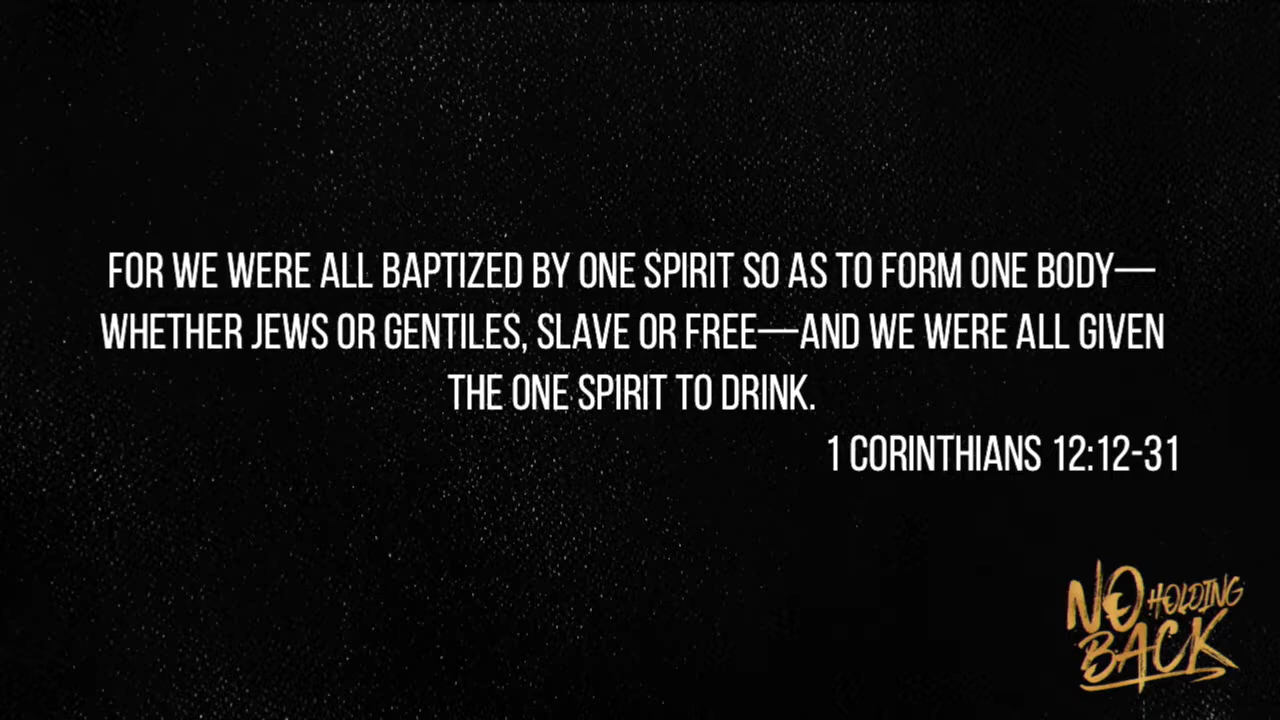 FOR WE WERE ALL BAPTIZED BY ONE SPIRIT SO AS TO FORM ONE BODY—
WHETHER JEWS OR GENTILES, SLAVE OR FREE—AND WE WERE ALL GIVEN
THE ONE SPIRIT TO DRINK.
1 CORINTHIANS 12:12-31
NO HOLDING
BACK